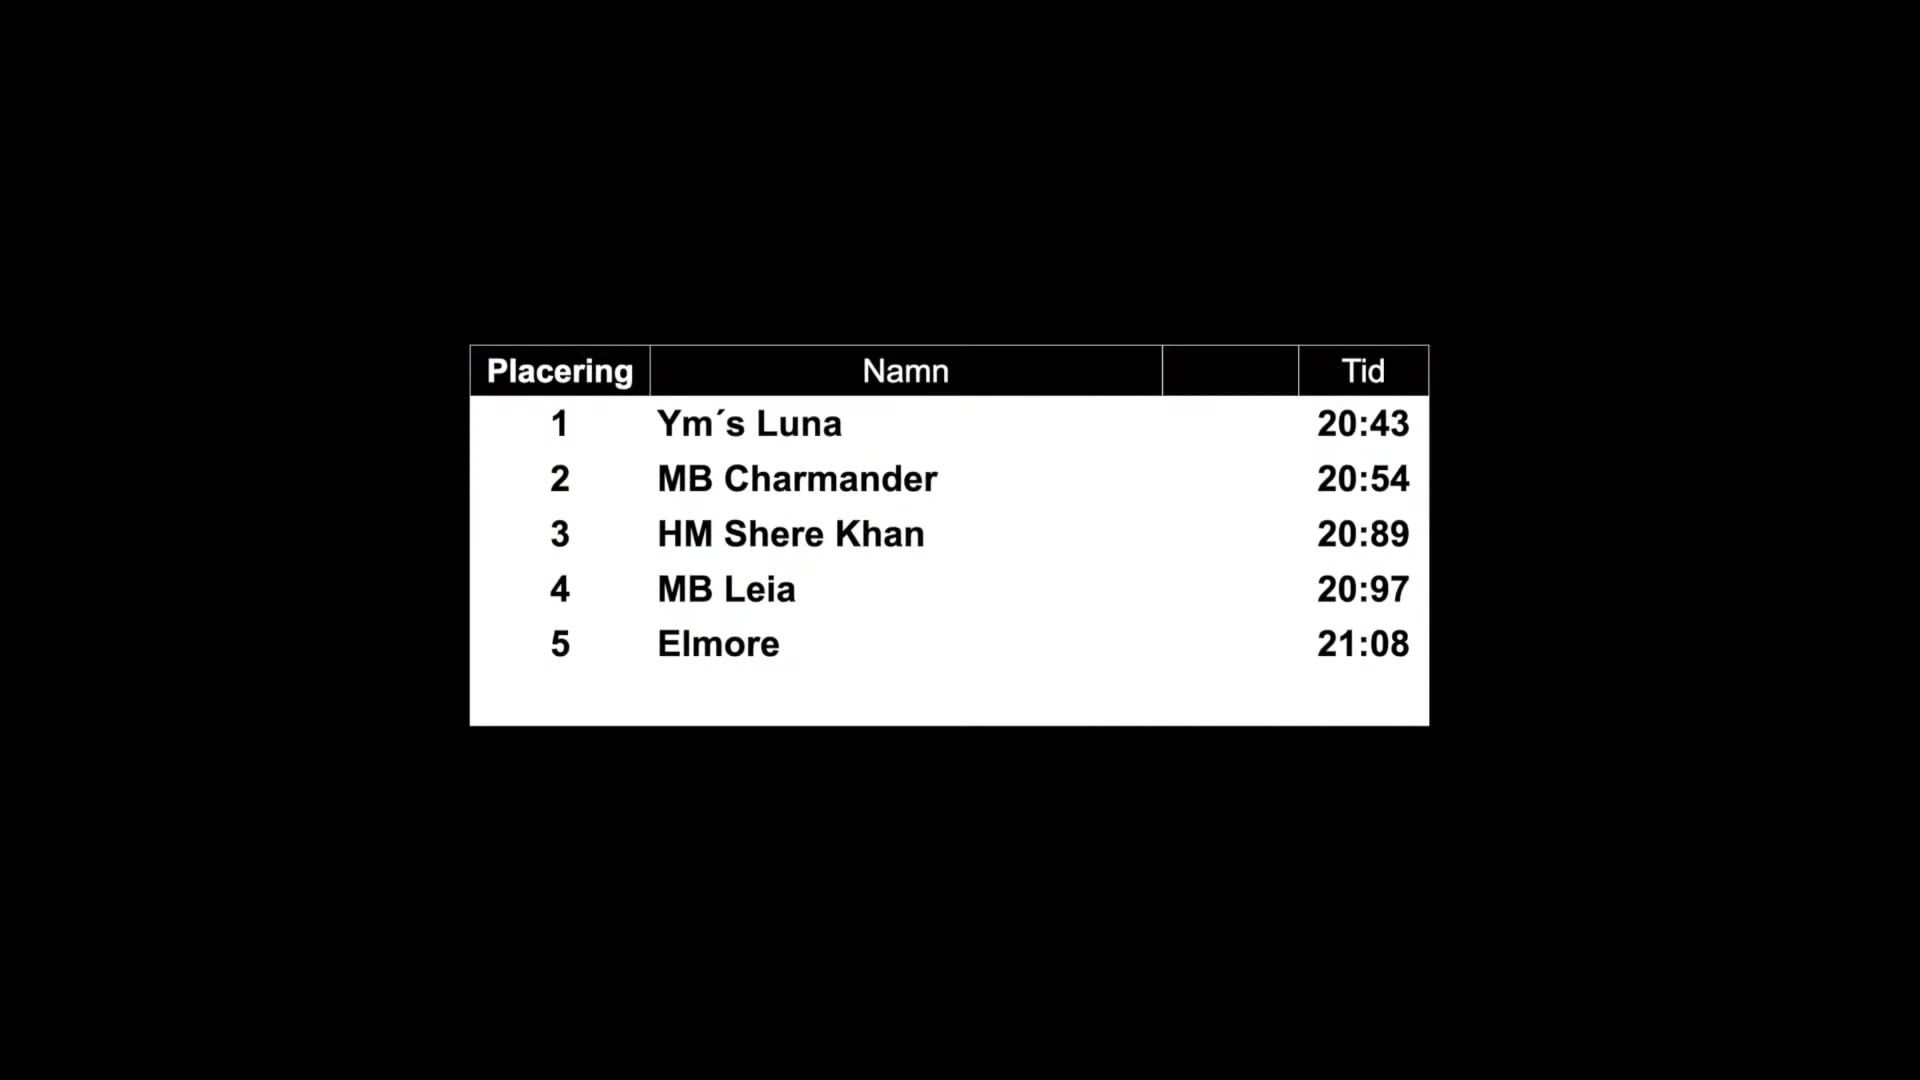 Placering Namn Tid
1 Ym´s Luna 20:43
2 MB Charmander 20:54
3 HM Shere Khan 20:89
4 MB Leia 20:97
5 Elmore 21:08